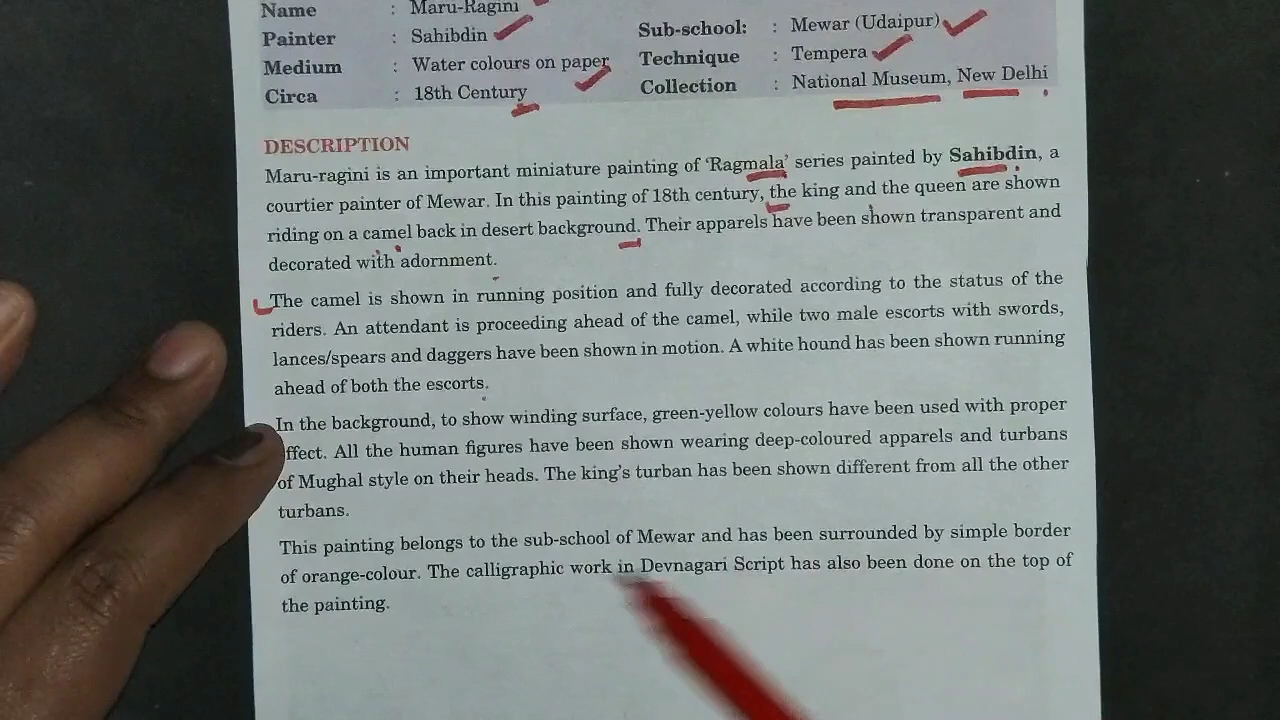 Name : Maru-Ragini
Painter : Sahibdin Sub-school: : Mewar (Udaipur)
Medium : Water colours on paper Technique : Tempera
Circa : 18th Century Collection : National Museum, New Delhi
DESCRIPTION
Maru-ragini is an important miniature painting of ‘Ragmala’ series painted by Sahibdin, a
courtier painter of Mewar. In this painting of 18th century, the king and the queen are shown
riding on a camel back in desert background. Their apparels have been shown transparent and
decorated with adornment.
The camel is shown in running position and fully decorated according to the status of the
riders. An attendant is proceeding ahead of the camel, while two male escorts with swords,
lances/spears and daggers have been shown in motion. A white hound has been shown running
ahead of both the escorts.
In the background, to show winding surface, green-yellow colours have been used with proper
ffect. All the human figures have been shown wearing deep-coloured apparels and turbans
of Mughal style on their heads. The king’s turban has been shown different from all the other
turbans.
This painting belongs to the sub-school of Mewar and has been surrounded by simple border
of orange-colour. The calligraphic work in Devnagari Script has also been done on the top of
the painting.